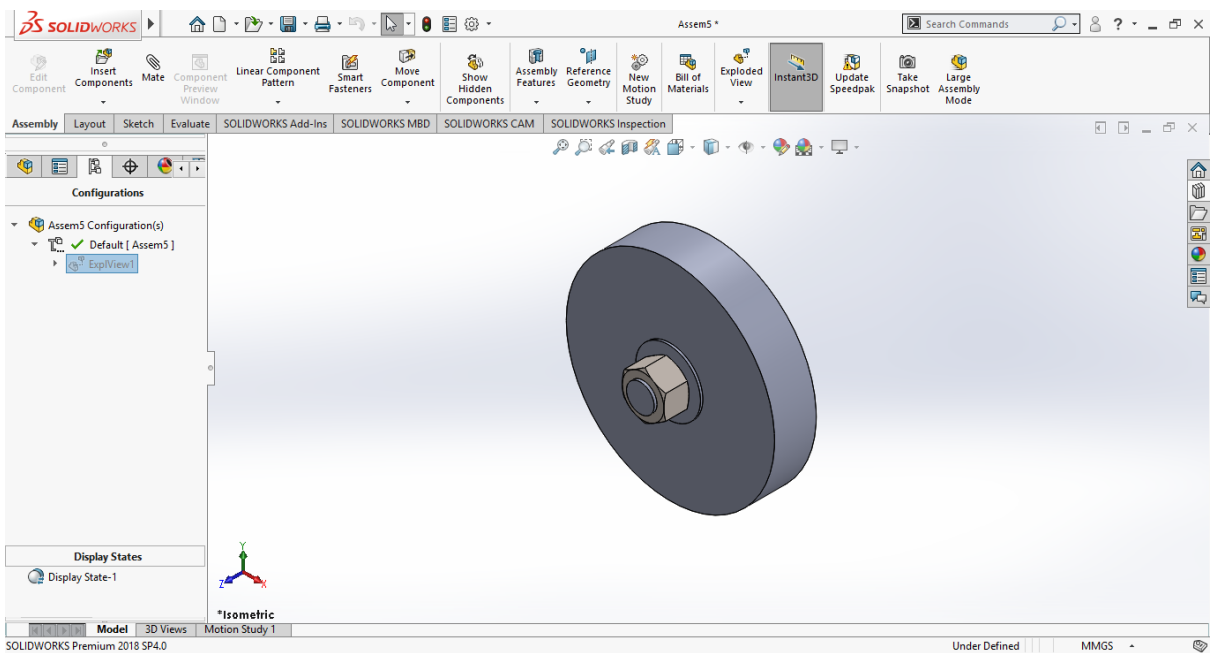 SOLIDWORKS
Assem5 *
Search Commands
Edit Component
Insert Components
Mate
Component Preview Window
Linear Component Pattern
Smart Fasteners
Move Component
Show Hidden Components
Assembly Features
Reference Geometry
New Motion Study
Bill of Materials
Exploded View
Instant3D
Update Speedpak
Take Snapshot
Large Assembly Mode
Assembly Layout Sketch Evaluate SOLIDWORKS Add-Ins SOLIDWORKS MBD SOLIDWORKS CAM SOLIDWORKS Inspection
Configurations
Assem5 Configuration(s)
Default [ Assem5 ]
ExplView1
Display States
Display State-1
Y
Z X
*Isometric
Model 3D Views Motion Study 1
SOLIDWORKS Premium 2018 SP4.0 Under Defined MMGS